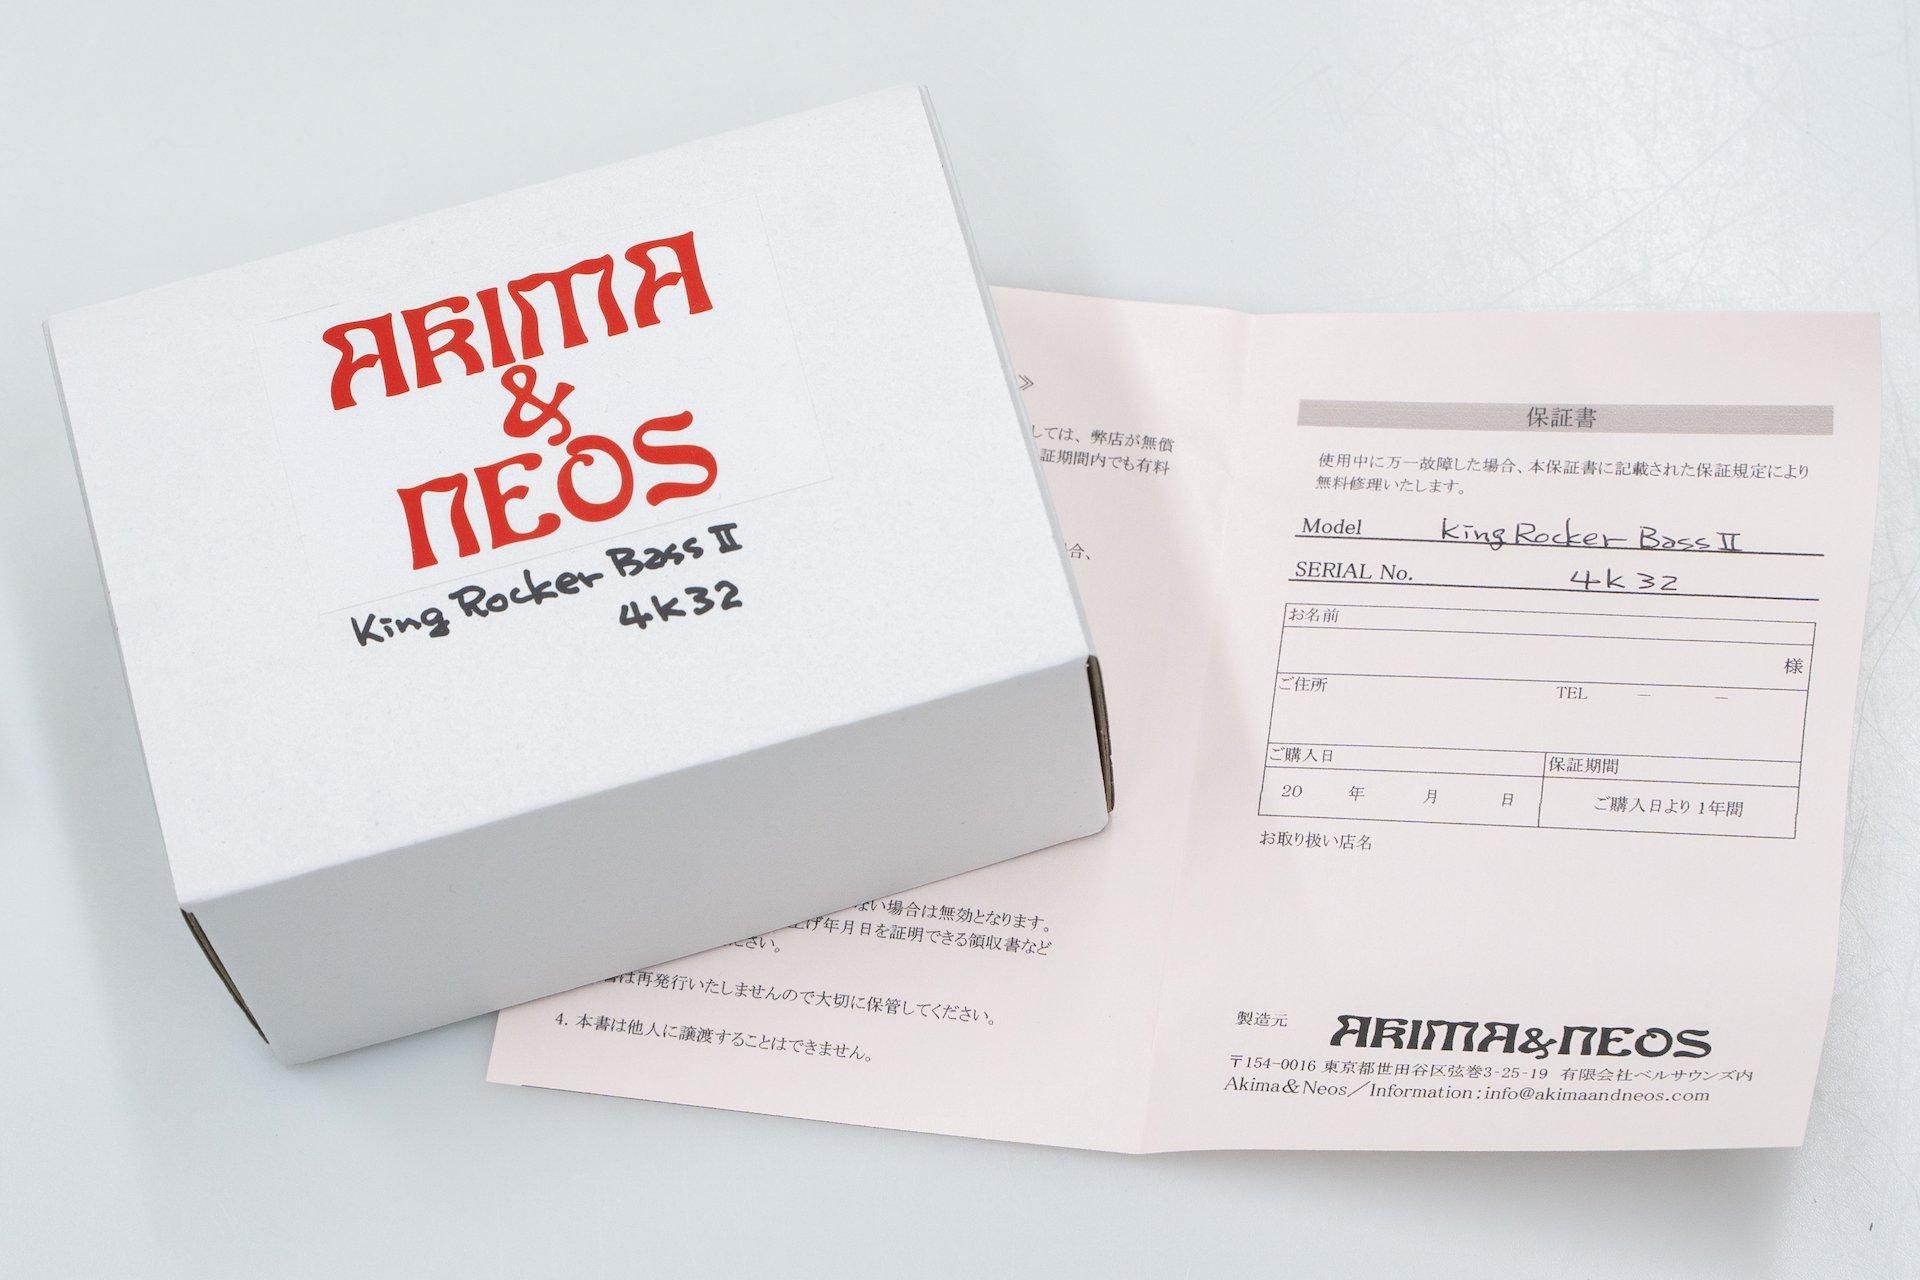 AKIMA
&
NEOS
King Rocker Bass II
4K32
》
しては、弊店が無償
証期間内でも有料
合、
ない場合は無効となります。
上げ年月日を証明できる領収書など
ださい。
書は再発行いたしませんので大切に保管してください。
4. 本書は他人に譲渡することはできません。
保証書
使用中に万一故障した場合、本保証書に記載された保証規定により
無料修理いたします。
Model King Rocker Bass II
SERIAL No. 4K32
お名前
様
ご住所 TEL ― ―
ご購入日 保証期間
20 年 月 日 ご購入日より1年間
お取り扱い店名
製造元 AKIMA&NEOS
〒154-0016 東京都世田谷区弦巻3-25-19 有限会社ベルサウンズ内
Akima&Neos／Information:info@akimaandneos.com